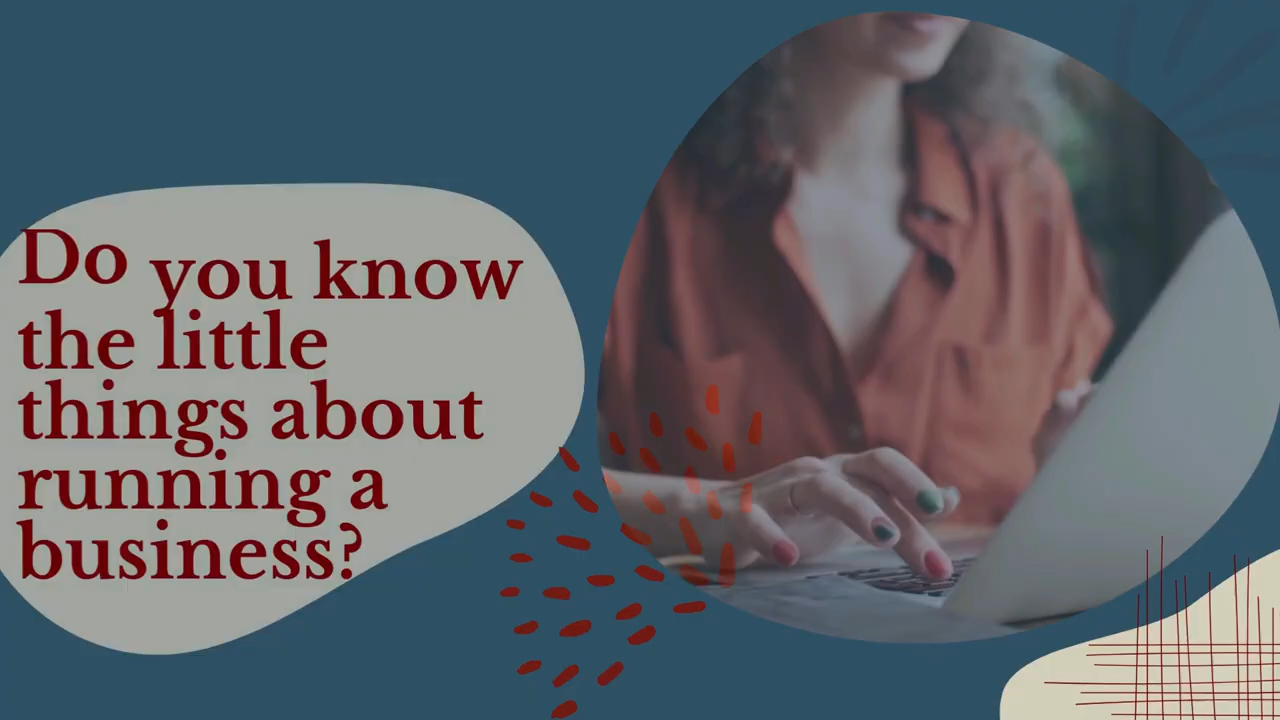 Do you know
the little
things about
running a
business?